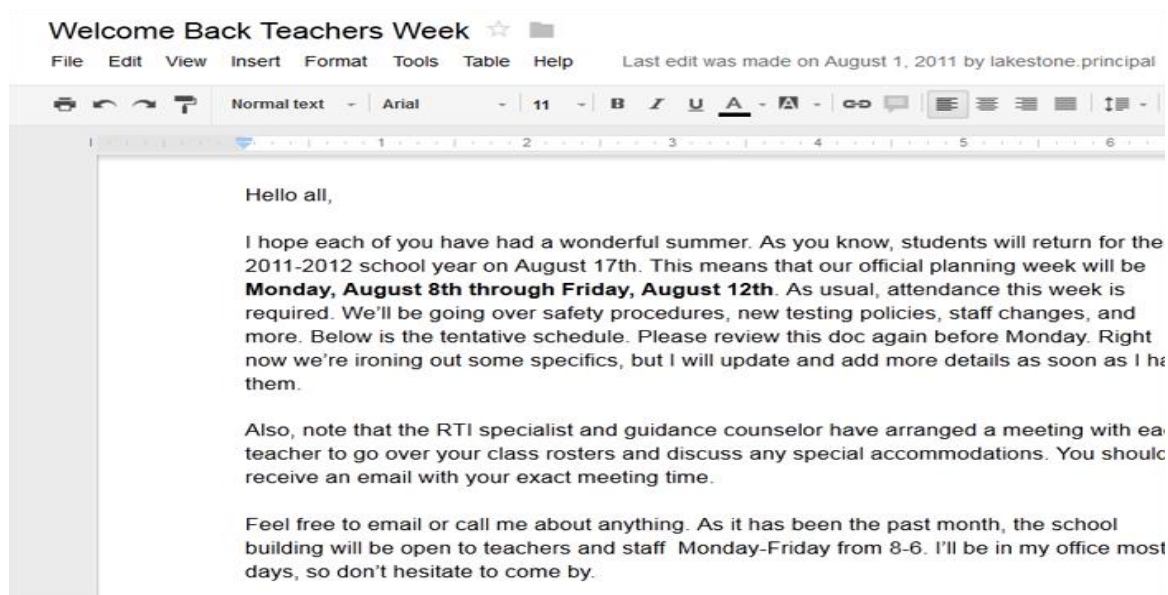 Welcome Back Teachers Week
File Edit View Insert Format Tools Table Help Last edit was made on August 1, 2011 by lakestone.principal
Normal text Arial 11 B I U A A
1 2 3 4 5 6
Hello all,
I hope each of you have had a wonderful summer. As you know, students will return for the
2011-2012 school year on August 17th. This means that our official planning week will be
Monday, August 8th through Friday, August 12th. As usual, attendance this week is
required. We'll be going over safety procedures, new testing policies, staff changes, and
more. Below is the tentative schedule. Please review this doc again before Monday. Right
now we're ironing out some specifics, but I will update and add more details as soon as I ha
them.
Also, note that the RTI specialist and guidance counselor have arranged a meeting with ea
teacher to go over your class rosters and discuss any special accommodations. You should
receive an email with your exact meeting time.
Feel free to email or call me about anything. As it has been the past month, the school
building will be open to teachers and staff Monday-Friday from 8-6. I'll be in my office most
days, so don't hesitate to come by.